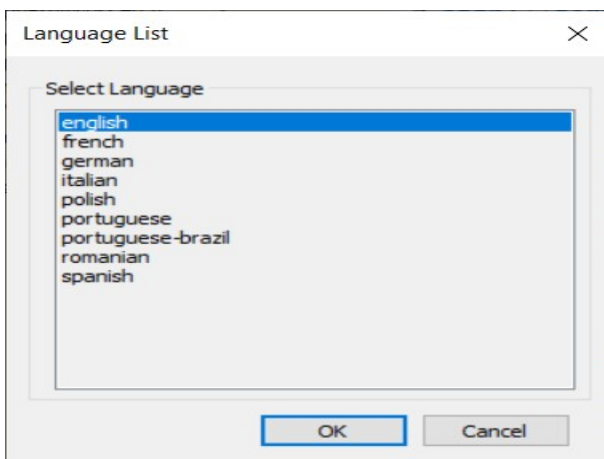 Language List
Select Language
english
french
german
italian
polish
portuguese
portuguese-brazil
romanian
spanish
OK
Cancel